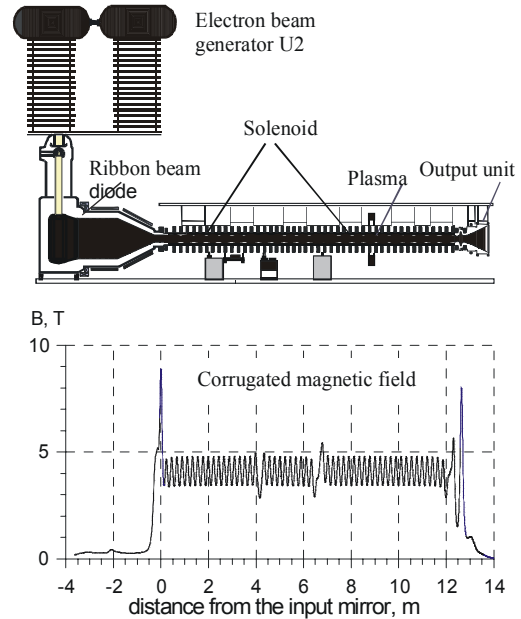 Electron beam
generator U2
Solenoid
Ribbon beam
diode
Plasma
Output unit
B, T
10
Corrugated magnetic field
5
0
-4 -2 0 2 4 6 8 10 12 14
distance from the input mirror, m